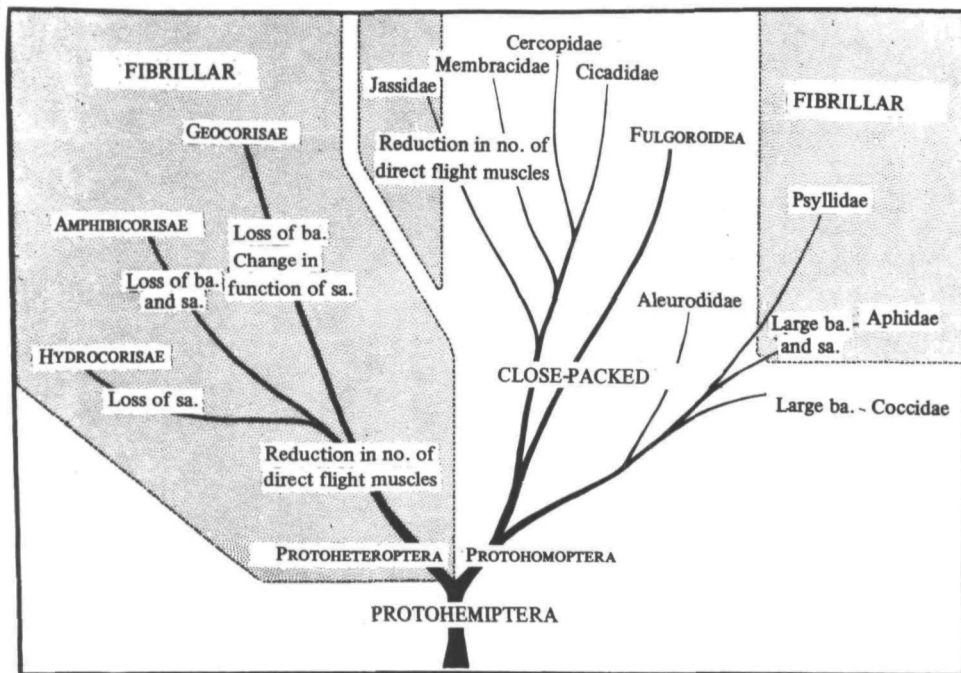 Cercopidae
FIBRILLAR
Membracidae
Cicadidae
Jassidae
FIBRILLAR
GEOCORISAE
Reduction in no. of
direct flight muscles
FULGOROIDEA
Psyllidae
AMPHIBICORISAE
Loss of ba.
Change in
function of sa.
Loss of ba.
and sa.
Aleurodidae
Large ba.- Aphidae
and sa.
HYDROCORISAE
CLOSE-PACKED
Loss of sa.
Large ba. - Coccidae
Reduction in no. of
direct flight muscles
PROTOHETEROPTERA
PROTOHOMOPTERA
PROTOHEMIPTERA